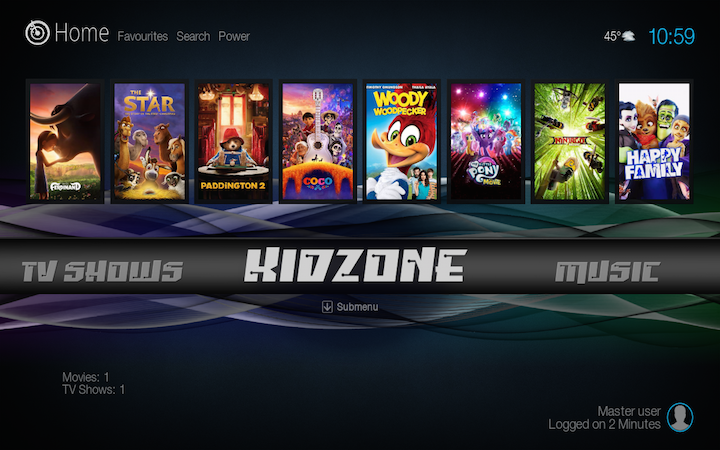 Home Favourites Search Power
45° 10:59
Ferdinand
THE STAR
PADDINGTON 2
COCO
WOODY WOODPECKER
MY LITTLE PONY
MOVIE
NINJAGO
HAPPY FAMILY
TV SHOWS
KIDZONE
MUSIC
Submenu
Movies: 1
TV Shows: 1
Master user
Logged on 2 Minutes